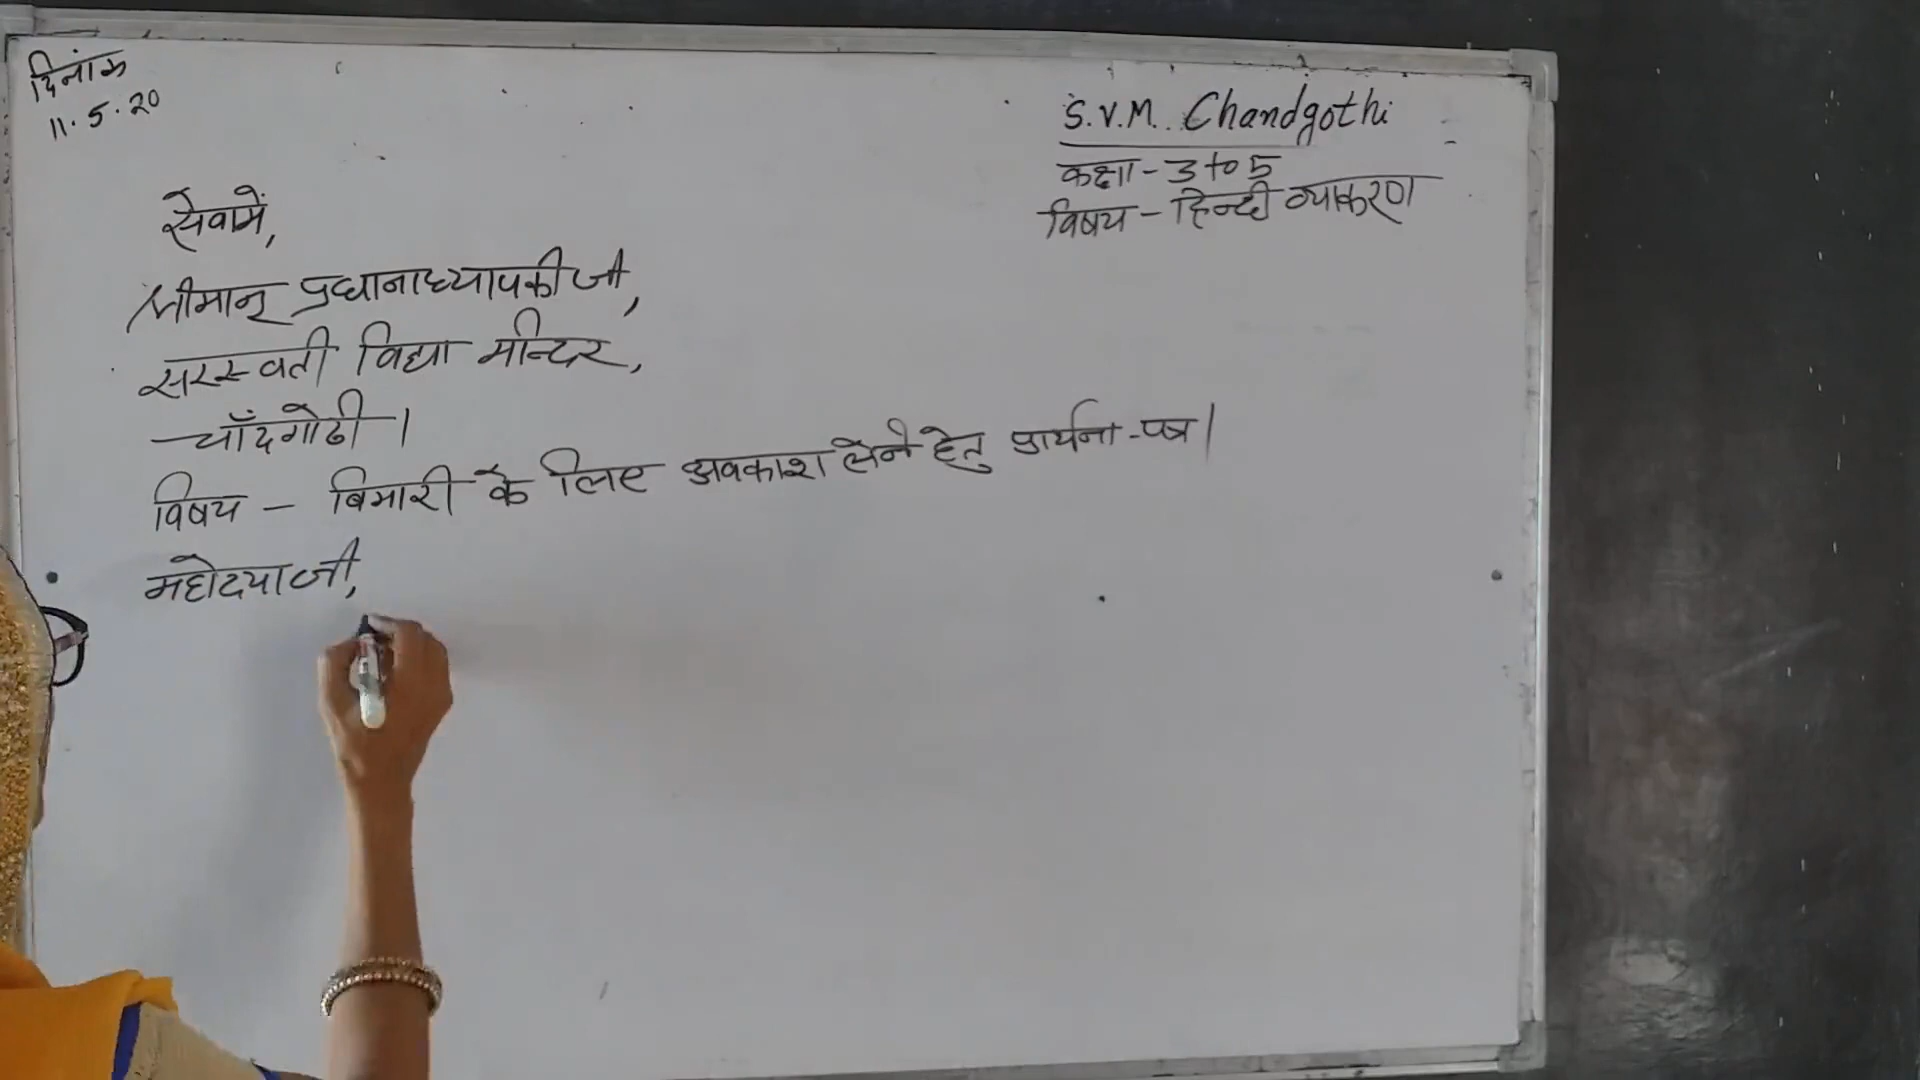 दिनांक
11.5.20
S.V.M. Chandgothi
कक्षा - 3 to 5
विषय - हिन्दी व्याकरण
सेवामें,
श्रीमान् प्रधानाध्यापकी जी,
सरस्वती विद्या मन्दिर,
चाँदगोठी।
विषय - बिमारी के लिए अवकाश लेने हेतु प्रार्थना-पत्र।
महोदया जी,